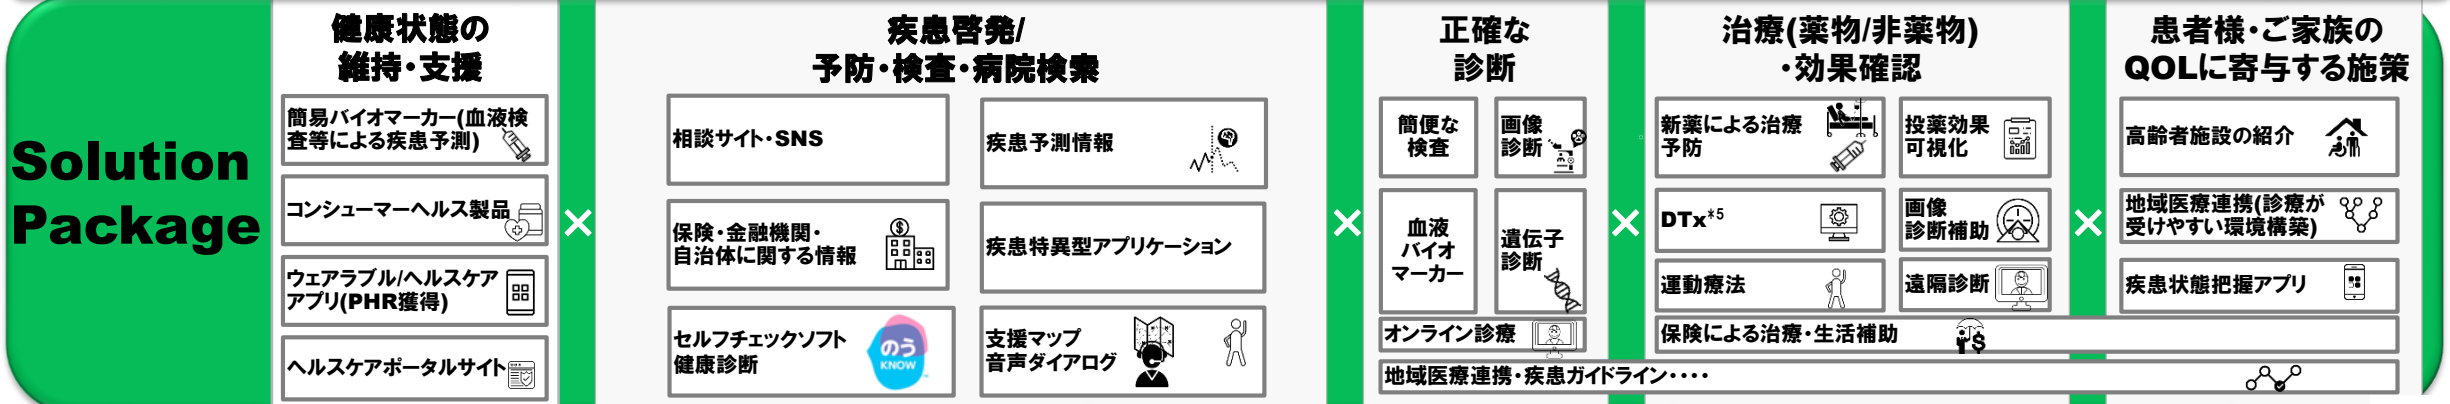 Solution
Package
健康状態の
維持・支援
簡易バイオマーカー(血液検
査等による疾患予測)
コンシューマーヘルス製品
ウェアラブル/ヘルスケア
アプリ(PHR獲得)
ヘルスケアポータルサイト
×
疾患啓発/
予防・検査・病院検索
相談サイト・SNS
疾患予測情報
保険・金融機関・
自治体に関する情報
疾患特異型アプリケーション
セルフチェックソフト
健康診断
のう
KNOW
支援マップ
音声ダイアログ
×
正確な
診断
簡便な
検査
画像
診断
血液
バイオ
マーカー
遺伝子
診断
オンライン診療
×
治療(薬物/非薬物)
・効果確認
新薬による治療
予防
投薬効果
可視化
DTx*5
画像
診断補助
運動療法
遠隔診断
×
患者様・ご家族の
QOLに寄与する施策
高齢者施設の紹介
地域医療連携(診療が
受けやすい環境構築)
疾患状態把握アプリ
保険による治療・生活補助
地域医療連携・疾患ガイドライン････